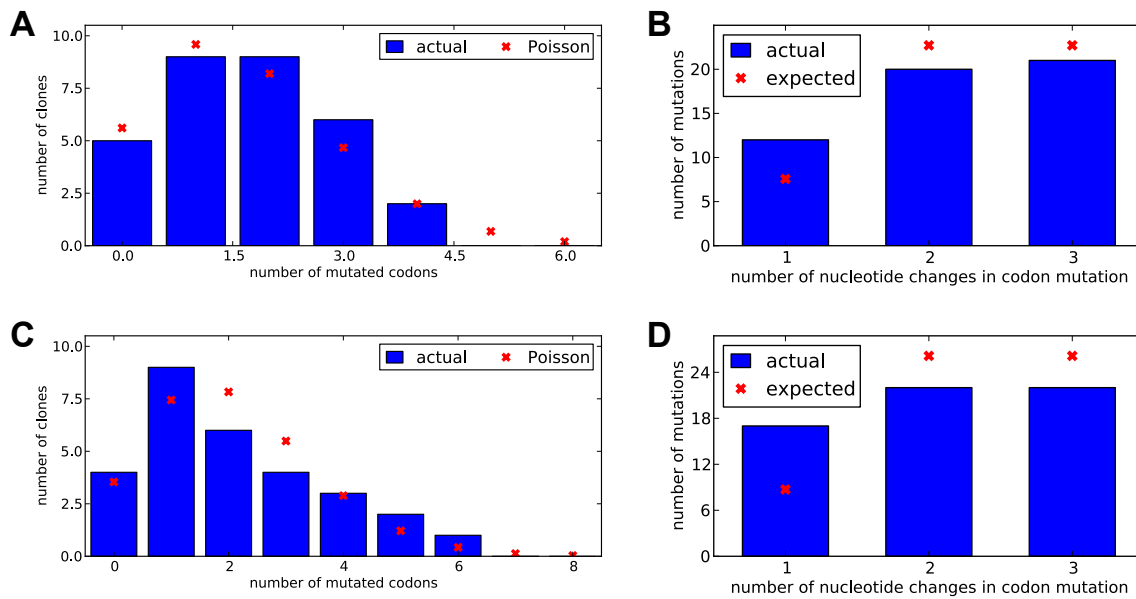 A
10.0
7.5
5.0
2.5
0.0
number of clones
actual
Poisson
0.0 1.5 3.0 4.5 6.0
number of mutated codons
B
20
15
10
5
0
number of mutations
actual
expected
1 2 3
number of nucleotide changes in codon mutation
C
10.0
7.5
5.0
2.5
0.0
number of clones
actual
Poisson
0 2 4 6 8
number of mutated codons
D
24
18
12
6
0
number of mutations
actual
expected
1 2 3
number of nucleotide changes in codon mutation